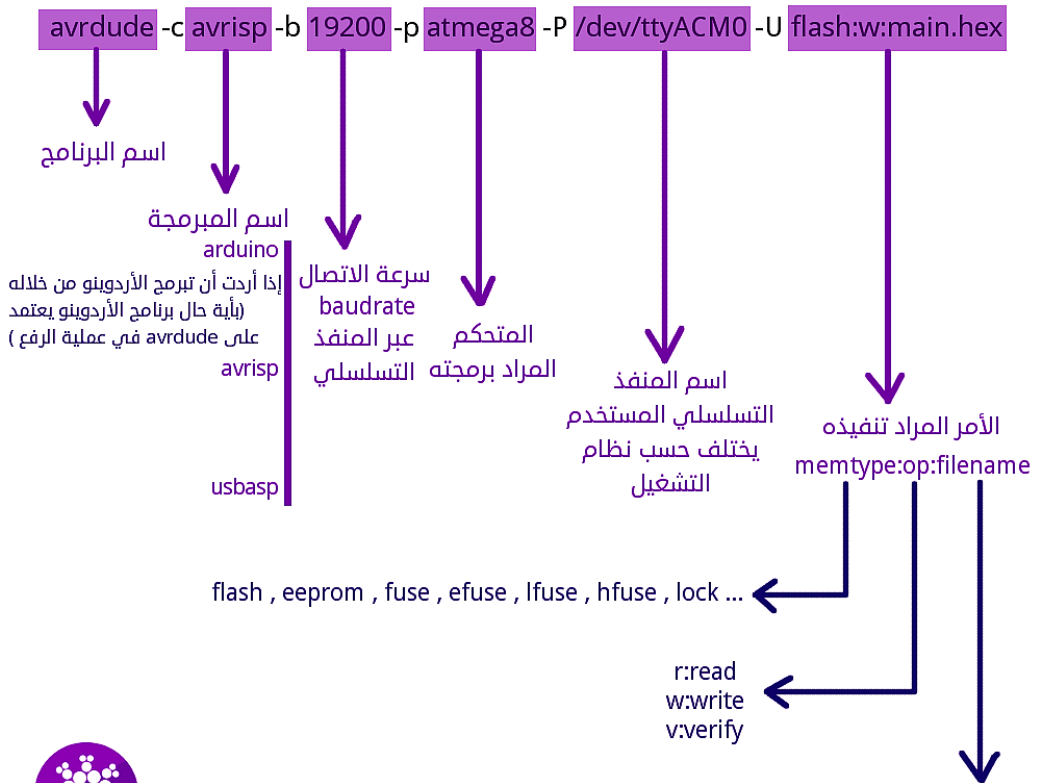 avrdude -c avrisp -b 19200 -p atmega8 -P /dev/ttyACM0 -U flash:w:main.hex
اسم البرنامج
اسم المبرمجة
arduino
إذا أردت أن تبرمج الأردوينو من خلاله
(بأية حال برنامج الأردوينو يعتمد
على avrdude في عملية الرفع )
avrisp
usbasp
سرعة الاتصال
baudrate
عبر المنفذ
التسلسلي
المتحكم
المراد برمجته
اسم المنفذ
التسلسلي المستخدم
يختلف حسب نظام
التشغيل
الأمر المراد تنفيذه
memtype:op:filename
flash , eeprom , fuse , efuse , lfuse , hfuse , lock ...
r:read
w:write
v:verify